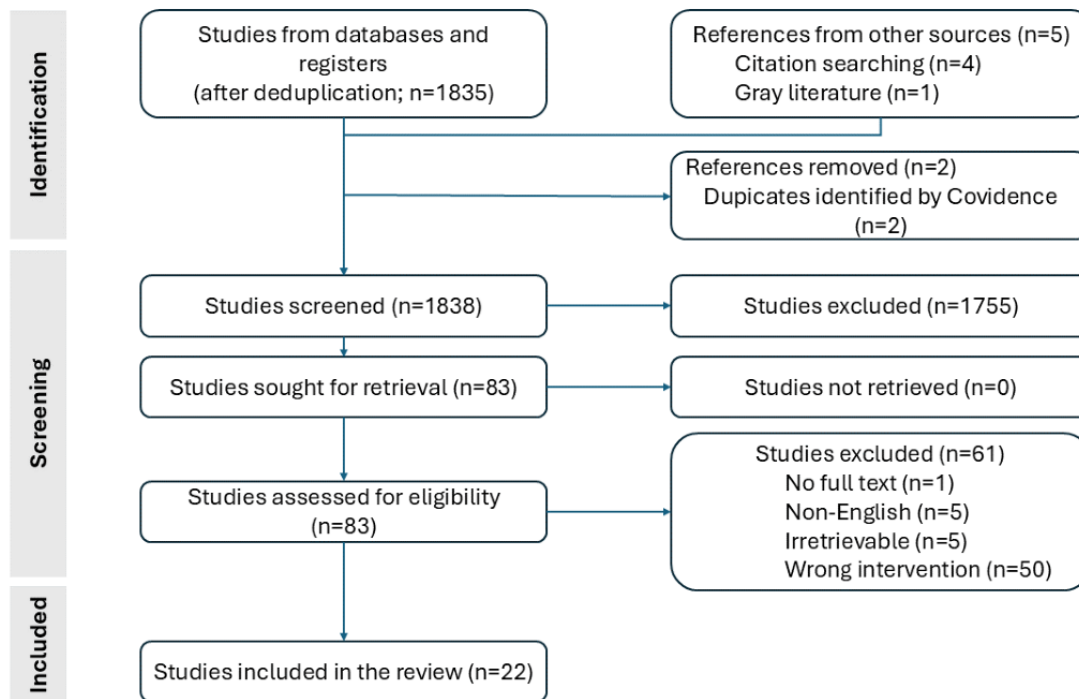 Identification
Studies from databases and
registers
(after deduplication; n=1835)
References from other sources (n=5)
Citation searching (n=4)
Gray literature (n=1)
References removed (n=2)
Dupicates identified by Covidence
(n=2)
Screening
Studies screened (n=1838)
Studies excluded (n=1755)
Studies sought for retrieval (n=83)
Studies not retrieved (n=0)
Studies assessed for eligibility
(n=83)
Studies excluded (n=61)
No full text (n=1)
Non-English (n=5)
Irretrievable (n=5)
Wrong intervention (n=50)
Included
Studies included in the review (n=22)